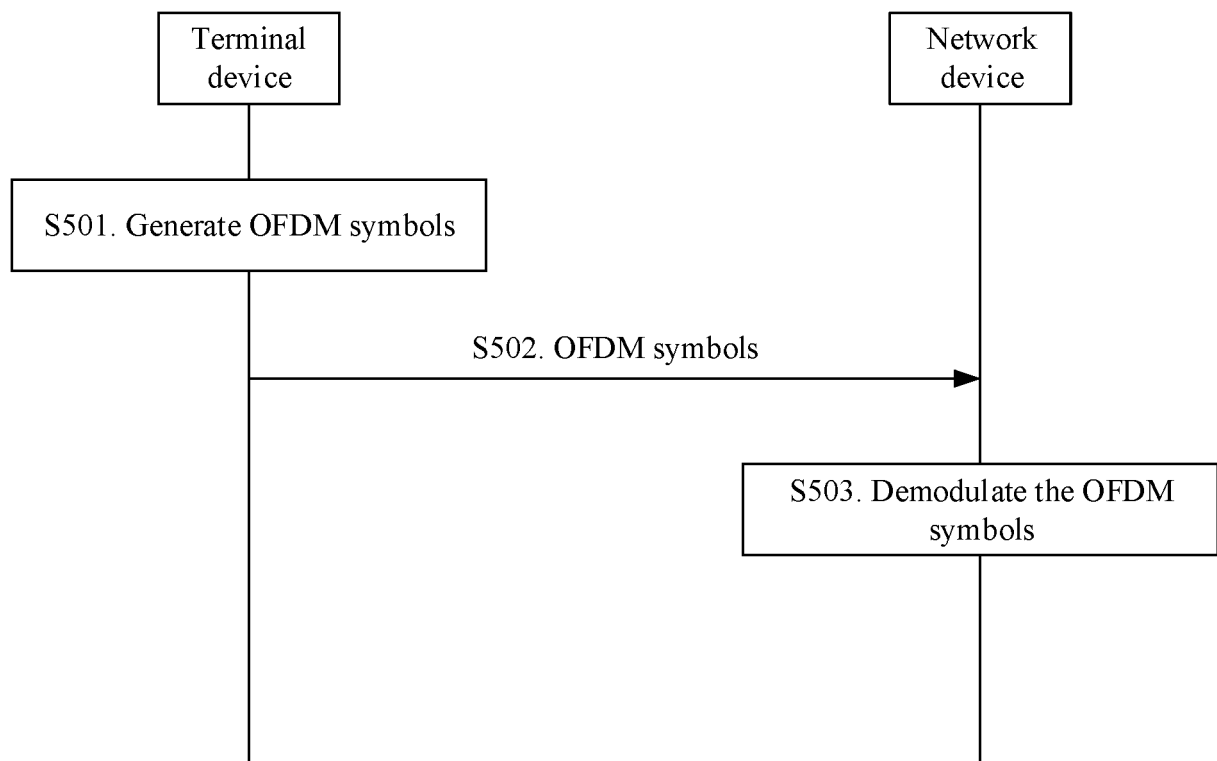 Terminal
device
Network
device
S501. Generate OFDM symbols
S502. OFDM symbols
S503. Demodulate the OFDM
symbols